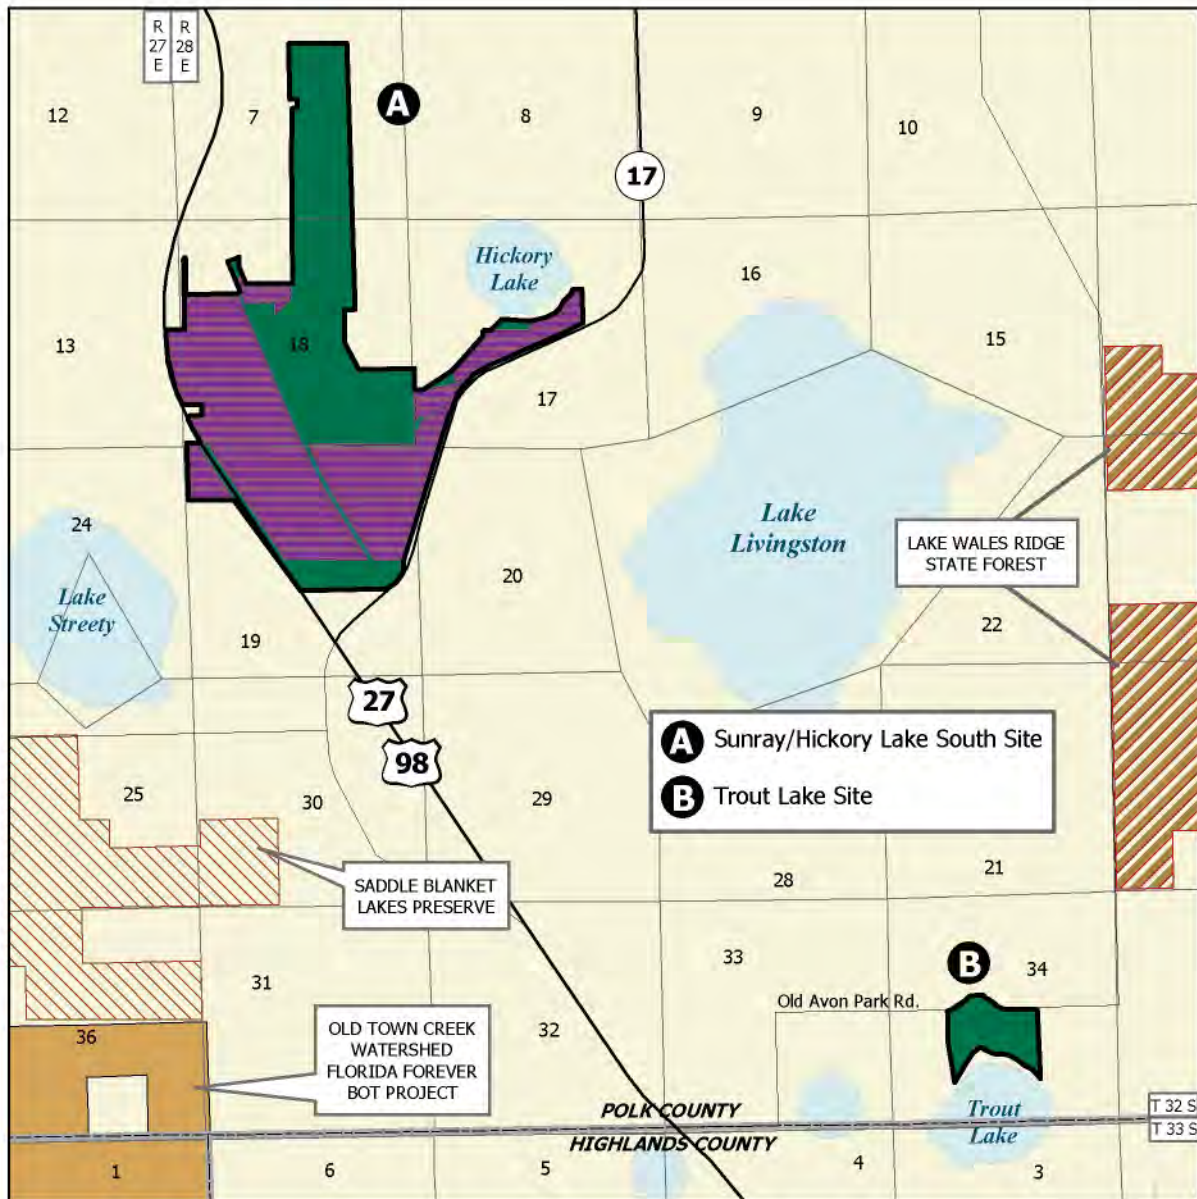 R
27
E
R
28
E
12
7
A
8
9
10
17
Hickory
Lake
16
13
18
17
15
24
Lake
Livingston
LAKE WALES RIDGE
STATE FOREST
20
Lake
Streety
19
22
27
98
A Sunray/Hickory Lake South Site
B Trout Lake Site
25
30
29
28
21
SADDLE BLANKET
LAKES PRESERVE
33
B
34
31
Old Avon Park Rd.
36
32
OLD TOWN CREEK
WATERSHED
FLORIDA FOREVER
BOT PROJECT
POLK COUNTY
HIGHLANDS COUNTY
Trout
Lake
T 32 S
T 33 S
1
6
5
4
3